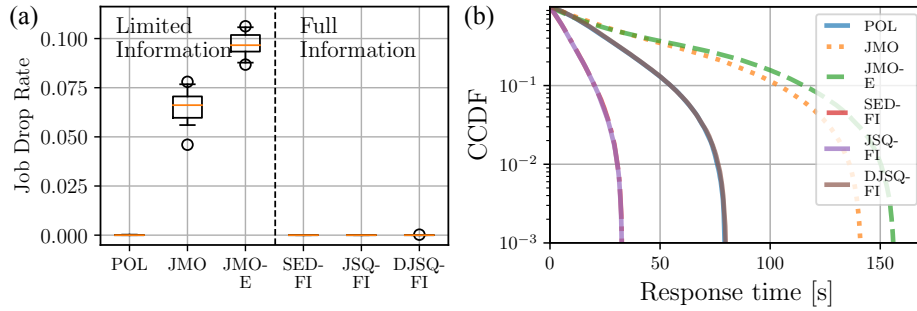 (a)
Limited
Information
Full
Information
Job Drop Rate
0.100
0.075
0.050
0.025
0.000
POL
JMO
JMO-
E
SED-
FI
JSQ-
FI
DJSQ-
FI
(b)
CCDF
10⁻¹
10⁻²
10⁻³
0
50
100
150
Response time [s]
POL
JMO
JMO-
E
SED-
FI
JSQ-
FI
DJSQ-
FI